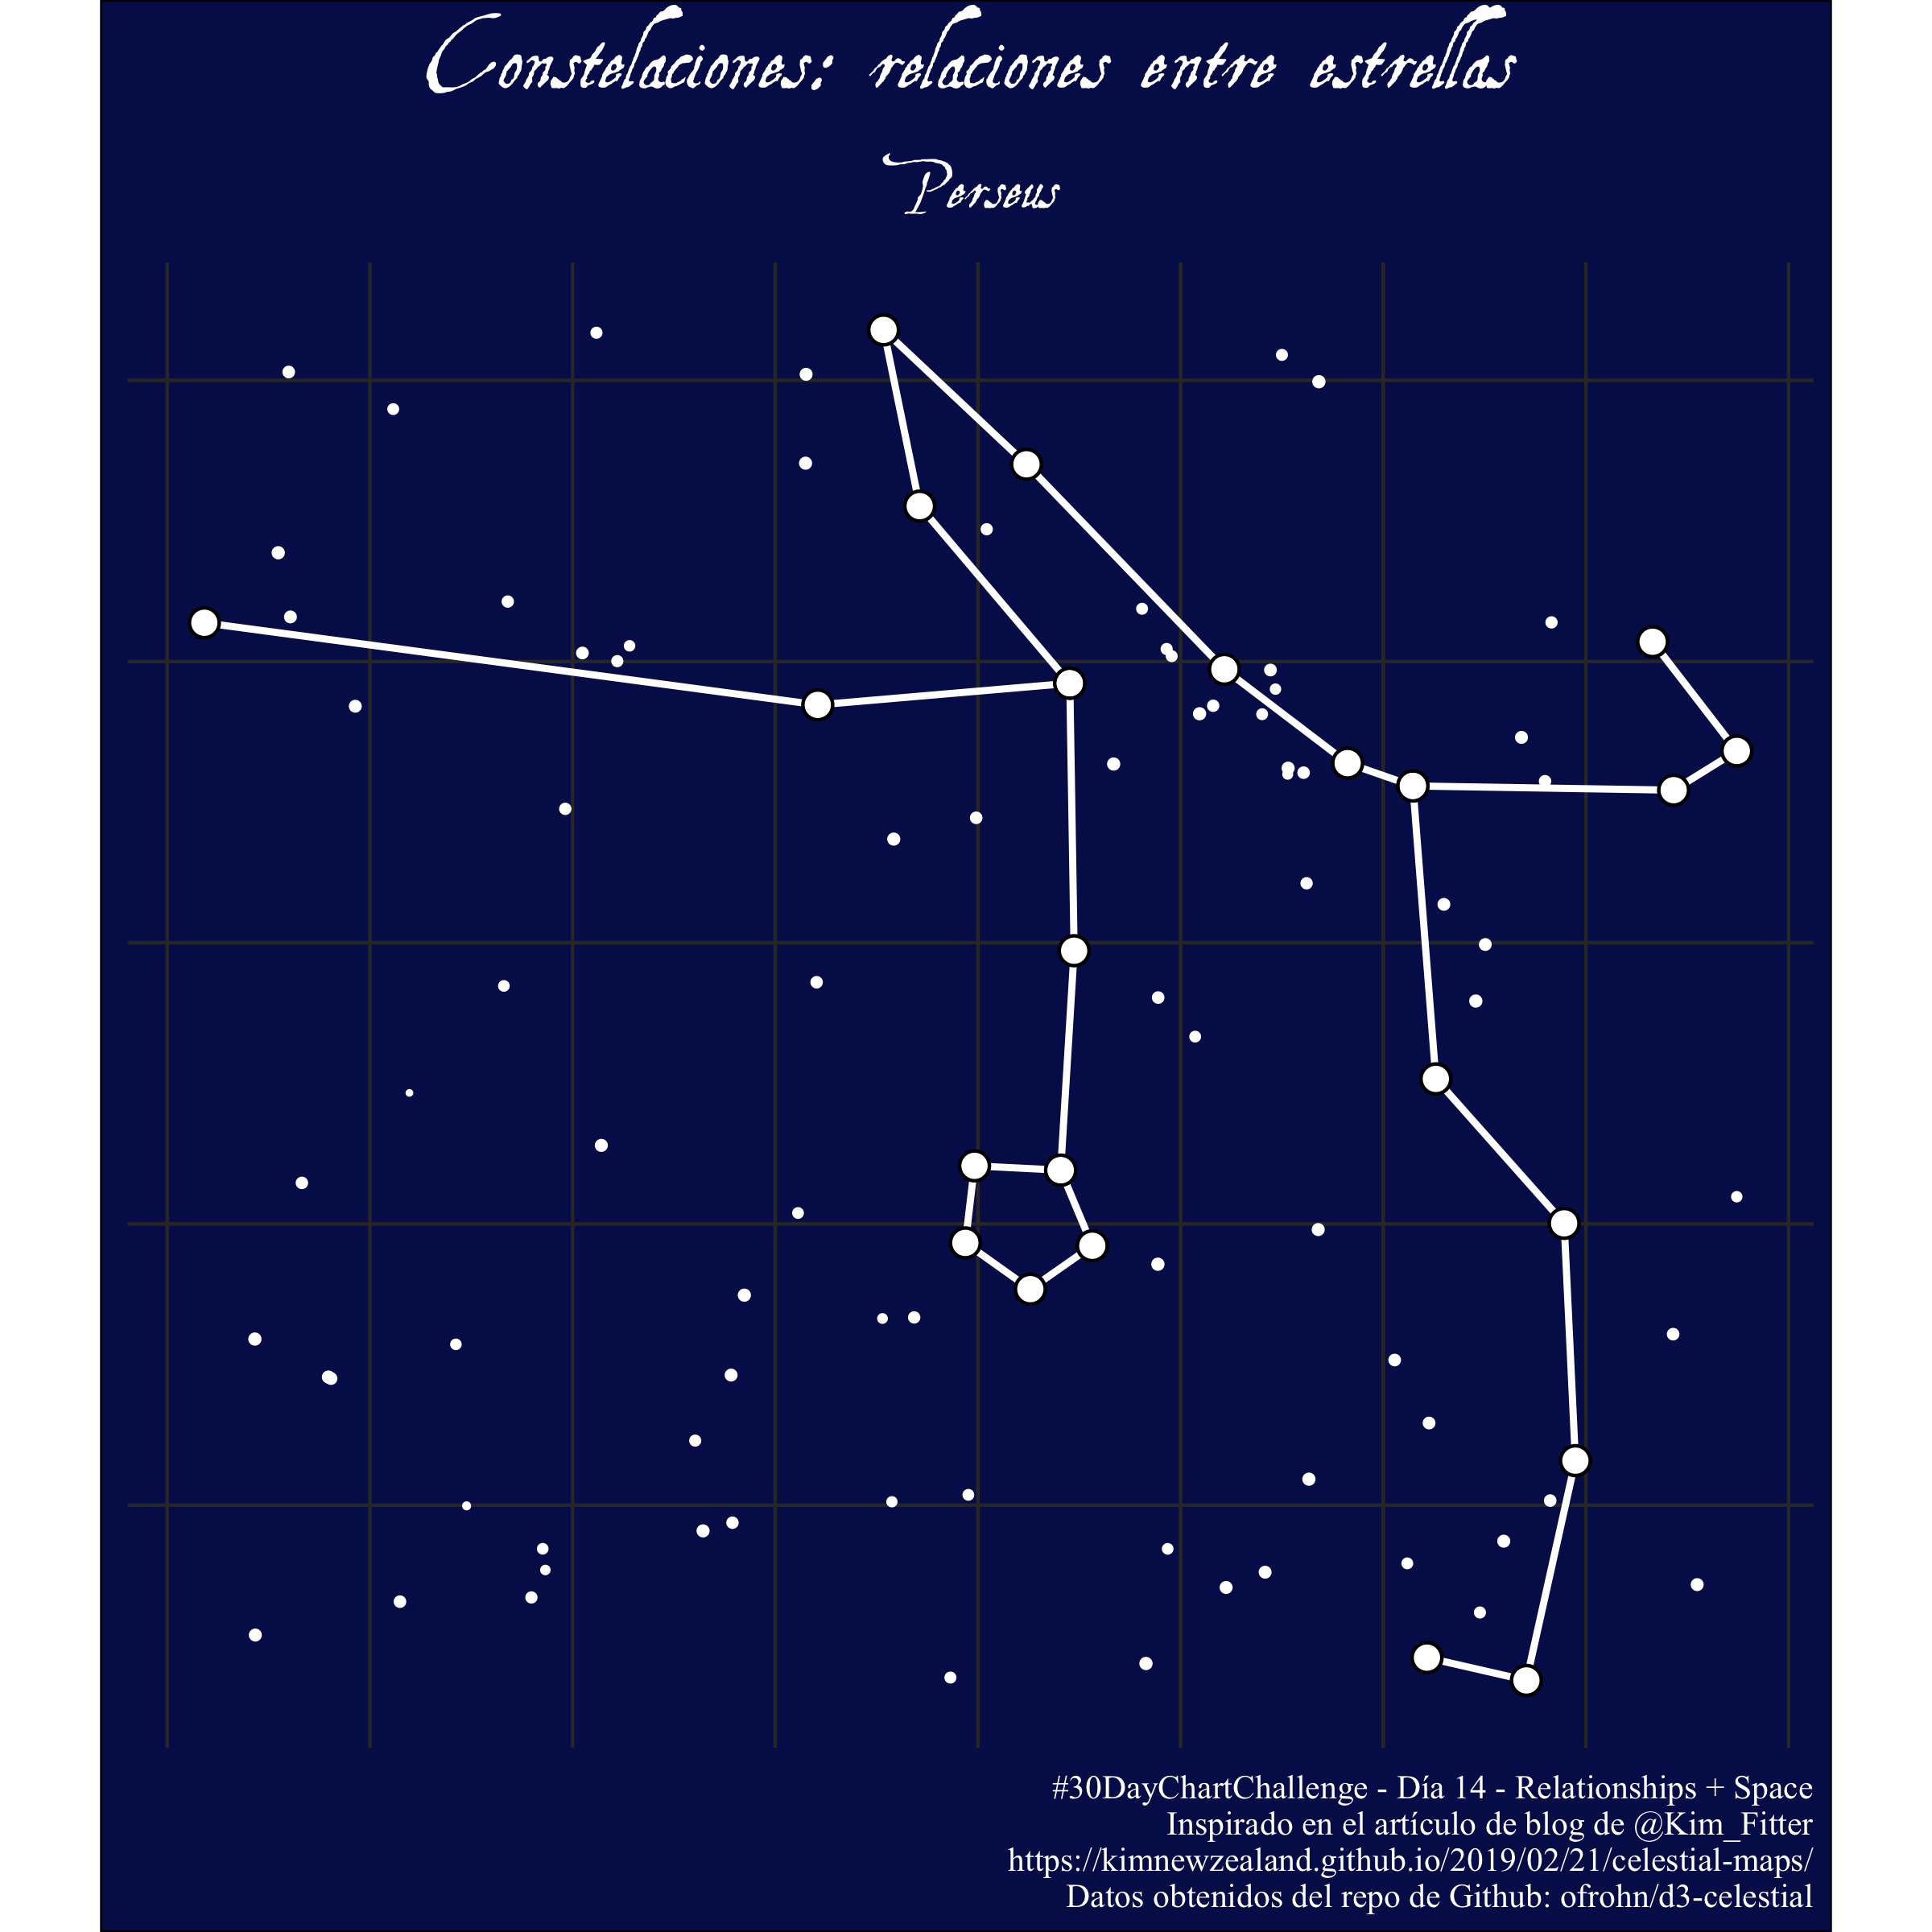 Constelaciones: relaciones entre estrellas
Perseus
#30DayChartChallenge - Día 14 - Relationships + Space
Inspirado en el artículo de blog de @Kim_Fitter
https://kimnewzealand.github.io/2019/02/21/celestial-maps/
Datos obtenidos del repo de Github: ofrohn/d3-celestial